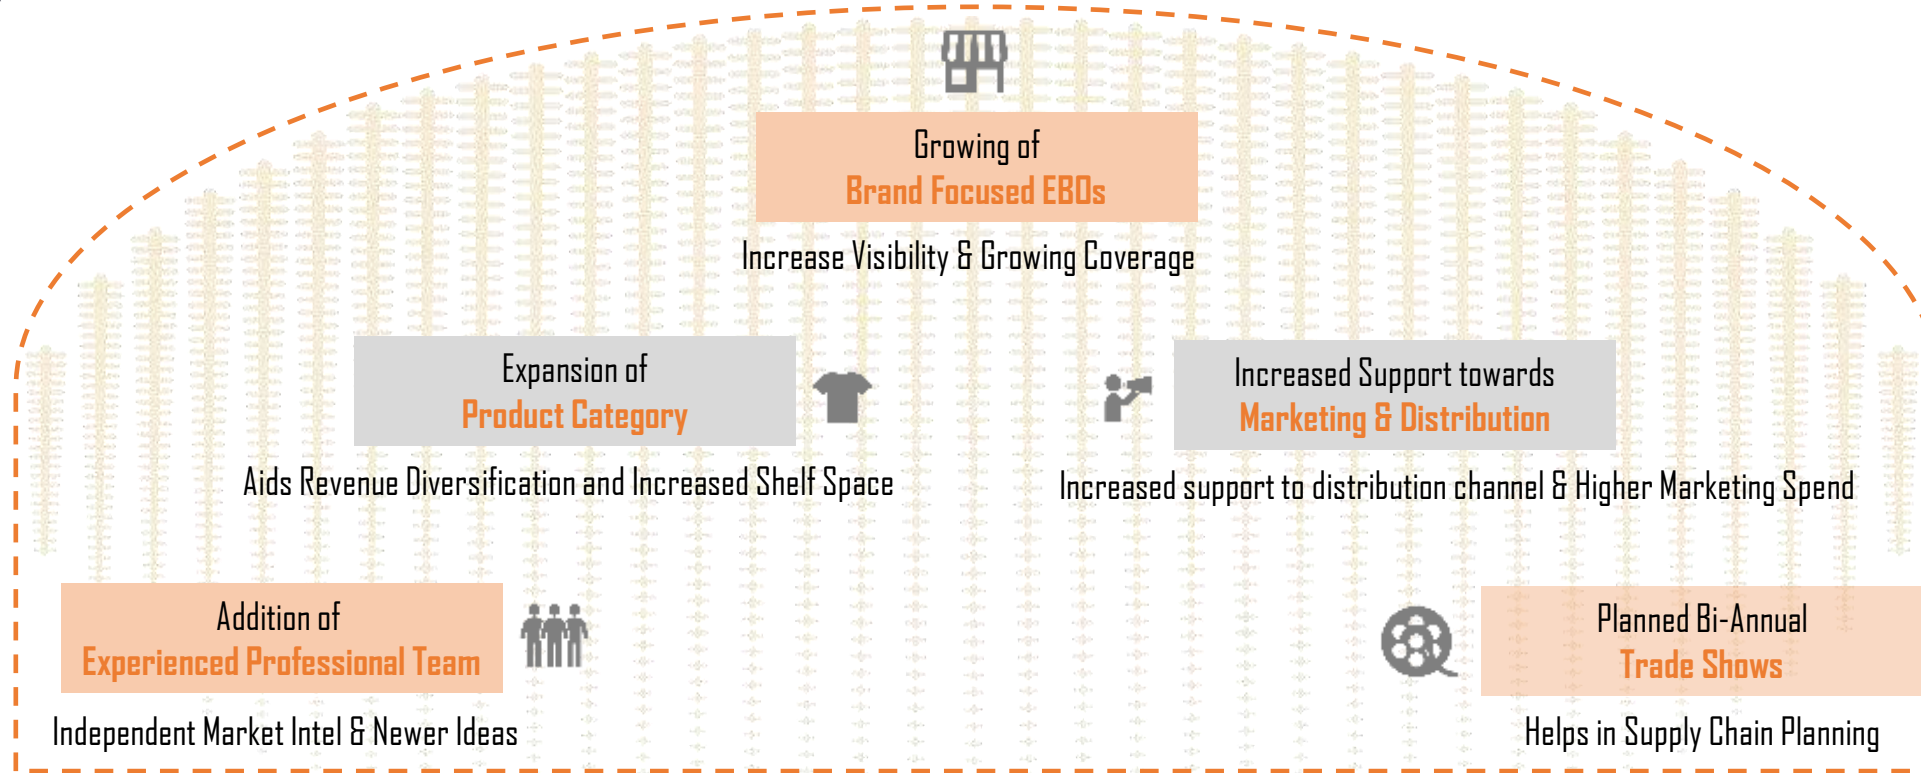 Growing of
Brand Focused EBOs
Increase Visibility & Growing Coverage
Expansion of
Product Category
Aids Revenue Diversification and Increased Shelf Space
Increased Support towards
Marketing & Distribution
Increased support to distribution channel & Higher Marketing Spend
Addition of
Experienced Professional Team
Independent Market Intel & Newer Ideas
Planned Bi-Annual
Trade Shows
Helps in Supply Chain Planning